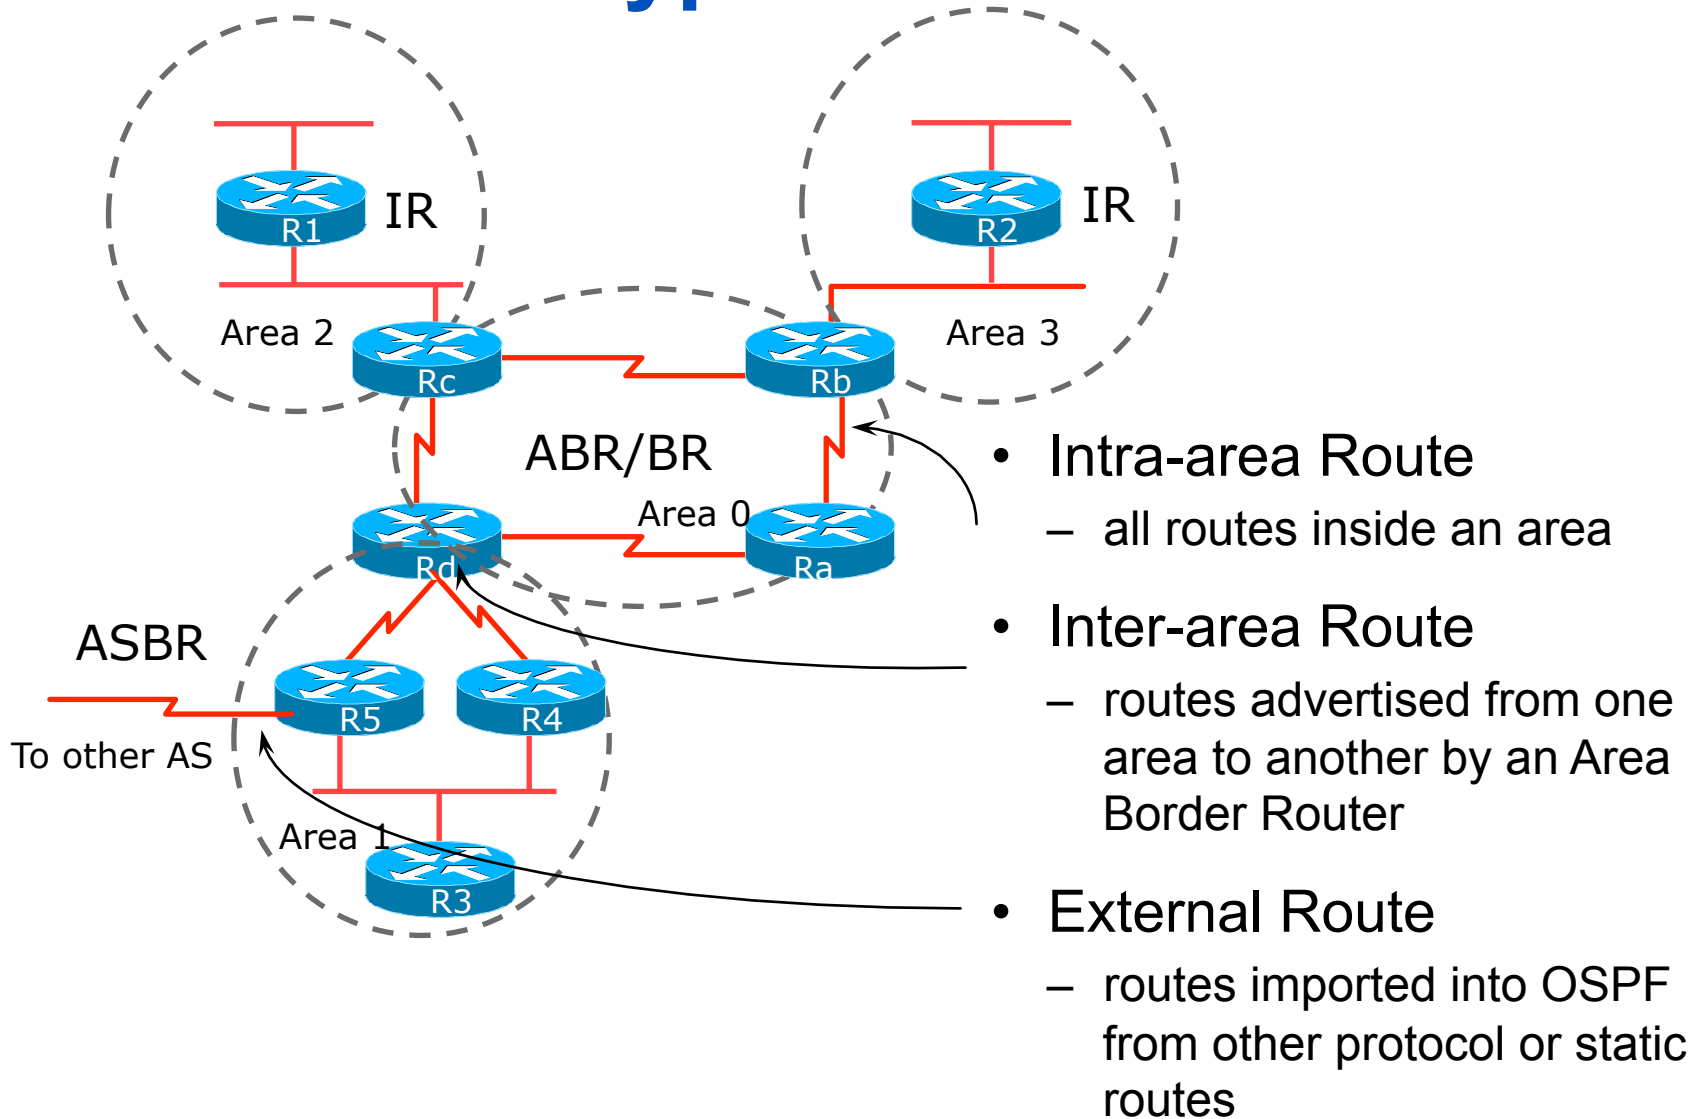 IR
R1
IR
R2
Area 2
Area 3
Rc
Rb
ABR/BR
Area 0
Rd
Ra
ASBR
R5
R4
To other AS
Area 1
R3
• Intra-area Route
– all routes inside an area
• Inter-area Route
– routes advertised from one
area to another by an Area
Border Router
• External Route
– routes imported into OSPF
from other protocol or static
routes